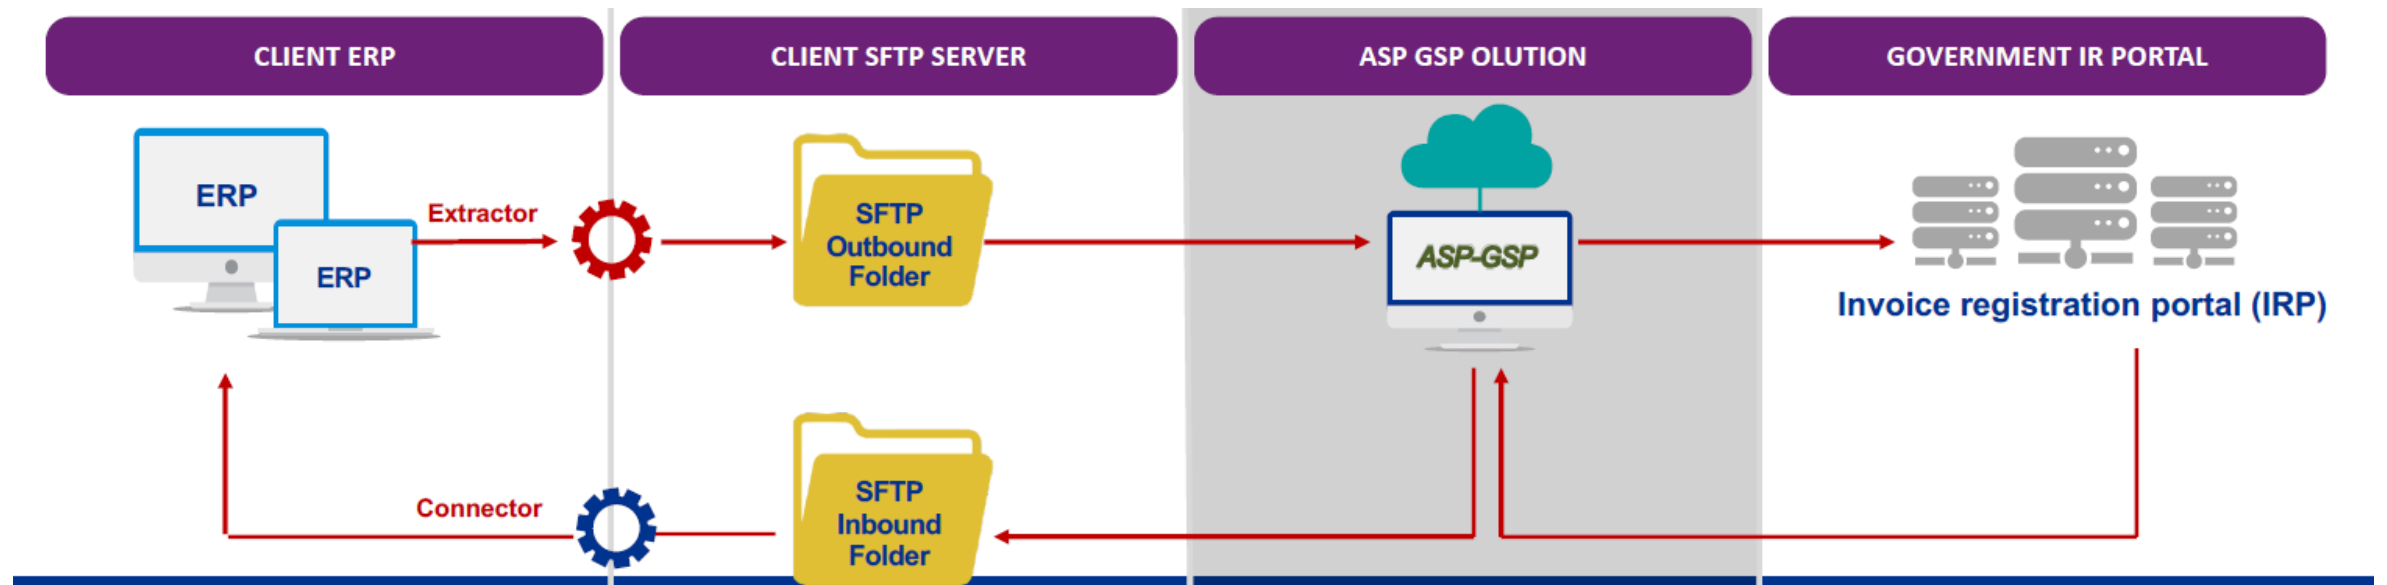 CLIENT ERP
CLIENT SFTP SERVER
ASP GSP OLUTION
GOVERNMENT IR PORTAL
ERP
ERP
Extractor
SFTP
Outbound
Folder
ASP-GSP
Invoice registration portal (IRP)
Connector
SFTP
Inbound
Folder